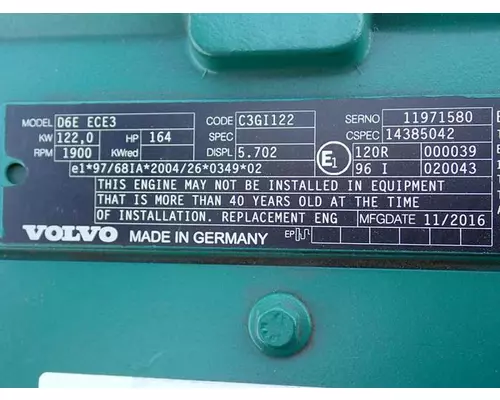 MODEL D6E ECE3 CODE C3GI122 SERNO 11971580
KW 122,0 HP 164 SPEC CSPEC 14385042
RPM 1900 KWred DISPL 5.702 E1 120R 000039
e1*97/68IA*2004/26*0349*02 96 I 020043
THIS ENGINE MAY NOT BE INSTALLED IN EQUIPMENT
THAT IS MORE THAN 40 YEARS OLD AT THE TIME
OF INSTALLATION. REPLACEMENT ENG MFGDATE 11/2016
VOLVO MADE IN GERMANY EP